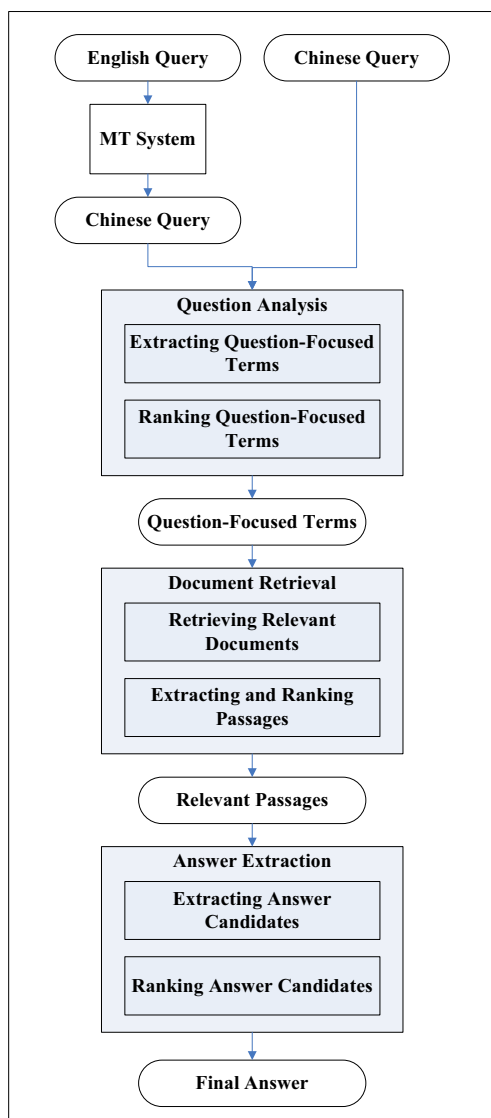 English Query
Chinese Query
MT System
Chinese Query
Question Analysis
Extracting Question-Focused
Terms
Ranking Question-Focused
Terms
Question-Focused Terms
Document Retrieval
Retrieving Relevant
Documents
Extracting and Ranking
Passages
Relevant Passages
Answer Extraction
Extracting Answer
Candidates
Ranking Answer Candidates
Final Answer